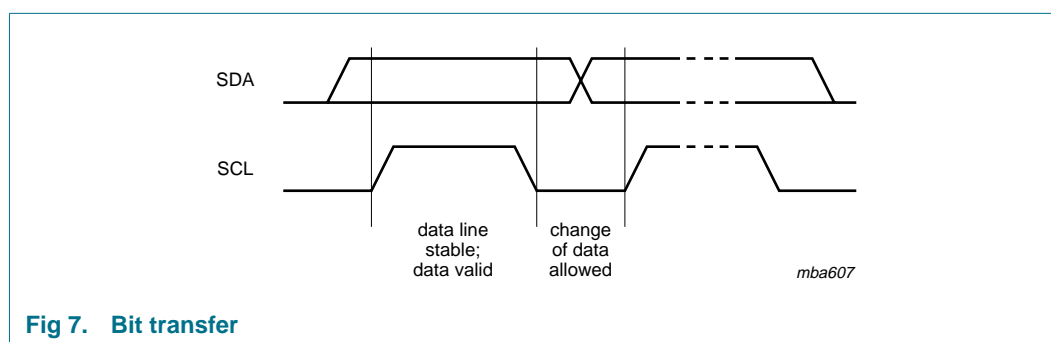 SDA
SCL
data line
stable;
data valid
change
of data
allowed
mba607
Fig 7. Bit transfer